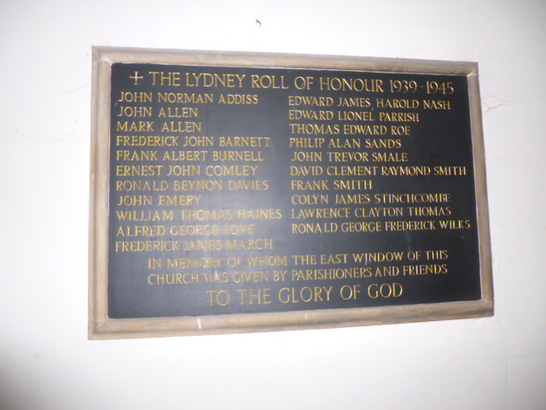 + THE LYDNEY ROLL OF HONOUR 1939-1945
JOHN NORMAN ADDISS
JOHN ALLEN
MARK ALLEN
FREDERICK JOHN BARNETT
FRANK ALBERT BURNELL
ERNEST JOHN COMLEY
RONALD BEYNON DAVIES
JOHN EMERY
WILLIAM THOMAS HAINES
ALFRED GEORGE LOVE
FREDERICK JAMES MARCH
EDWARD JAMES, HAROLD NASH
EDWARD LIONEL PARRISH
THOMAS EDWARD ROE
PHILIP ALAN SANDS
JOHN TREVOR SMALE
DAVID CLEMENT RAYMOND SMITH
FRANK SMITH
COLYN JAMES STINCHCOMBE
LAWRENCE CLAYTON THOMAS
RONALD GEORGE FREDERICK WILKS
IN MEMORY OF WHOM THE EAST WINDOW OF THIS
CHURCH WAS GIVEN BY PARISHIONERS AND FRIENDS
TO THE GLORY OF GOD